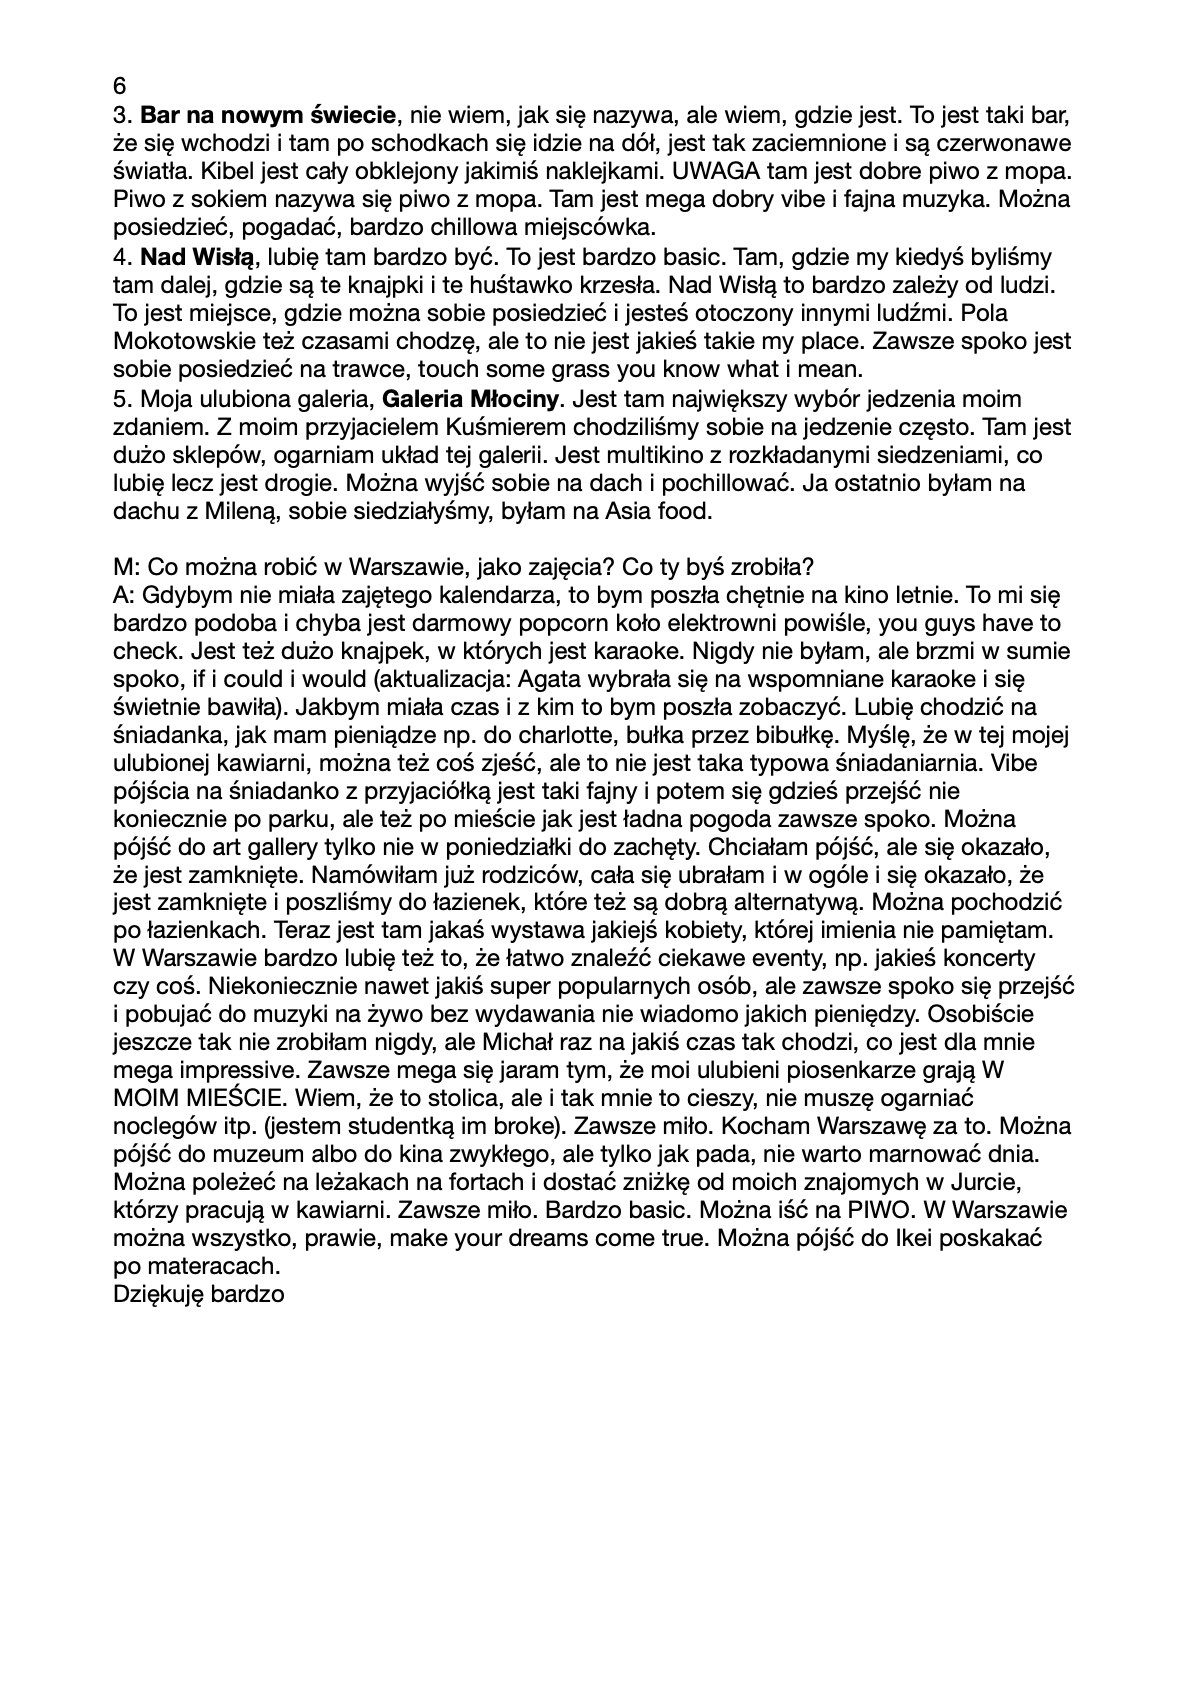 6
3. Bar na nowym świecie, nie wiem, jak się nazywa, ale wiem, gdzie jest. To jest taki bar,
że się wchodzi i tam po schodkach się idzie na dół, jest tak zaciemnione i są czerwonawe
światła. Kibel jest cały obklejony jakimiś naklejkami. UWAGA tam jest dobre piwo z mopa.
Piwo z sokiem nazywa się piwo z mopa. Tam jest mega dobry vibe i fajna muzyka. Można
posiedzieć, pogadać, bardzo chillowa miejscówka.
4. Nad Wisłą, lubię tam bardzo być. To jest bardzo basic. Tam, gdzie my kiedyś byliśmy
tam dalej, gdzie są te knajpki i te huśtawko krzesła. Nad Wisłą to bardzo zależy od ludzi.
To jest miejsce, gdzie można sobie posiedzieć i jesteś otoczony innymi ludźmi. Pola
Mokotowskie też czasami chodzę, ale to nie jest jakieś takie my place. Zawsze spoko jest
sobie posiedzieć na trawce, touch some grass you know what i mean.
5. Moja ulubiona galeria, Galeria Młociny. Jest tam największy wybór jedzenia moim
zdaniem. Z moim przyjacielem Kuśmierem chodziliśmy sobie na jedzenie często. Tam jest
dużo sklepów, ogarniam układ tej galerii. Jest multikino z rozkładanymi siedzeniami, co
lubię lecz jest drogie. Można wyjść sobie na dach i pochillować. Ja ostatnio byłam na
dachu z Mileną, sobie siedziałyśmy, byłam na Asia food.
M: Co można robić w Warszawie, jako zajęcia? Co ty byś zrobiła?
A: Gdybym nie miała zajętego kalendarza, to bym poszła chętnie na kino letnie. To mi się
bardzo podoba i chyba jest darmowy popcorn koło elektrowni powiśle, you guys have to
check. Jest też dużo knajpek, w których jest karaoke. Nigdy nie byłam, ale brzmi w sumie
spoko, if i could i would (aktualizacja: Agata wybrała się na wspomniane karaoke i się
świetnie bawiła). Jakbym miała czas i z kim to bym poszła zobaczyć. Lubię chodzić na
śniadanka, jak mam pieniądze np. do charlotte, bułka przez bibułkę. Myślę, że w tej mojej
ulubionej kawiarni, można też coś zjeść, ale to nie jest taka typowa śniadaniarnia. Vibe
pójścia na śniadanko z przyjaciółką jest taki fajny i potem się gdzieś przejść nie
koniecznie po parku, ale też po mieście jak jest ładna pogoda zawsze spoko. Można
pójść do art gallery tylko nie w poniedziałki do zachęty. Chciałam pójść, ale się okazało,
że jest zamknięte. Namówiłam już rodziców, cała się ubrałam i w ogóle i się okazało, że
jest zamknięte i poszliśmy do łazienek, które też są dobrą alternatywą. Można pochodzić
po łazienkach. Teraz jest tam jakaś wystawa jakiejś kobiety, której imienia nie pamiętam.
W Warszawie bardzo lubię też to, że łatwo znaleźć ciekawe eventy, np. jakieś koncerty
czy coś. Niekoniecznie nawet jakiś super popularnych osób, ale zawsze spoko się przejść
i pobujać do muzyki na żywo bez wydawania nie wiadomo jakich pieniędzy. Osobiście
jeszcze tak nie zrobiłam nigdy, ale Michał raz na jakiś czas tak chodzi, co jest dla mnie
mega impressive. Zawsze mega się jaram tym, że moi ulubieni piosenkarze grają W
MOIM MIEŚCIE. Wiem, że to stolica, ale i tak mnie to cieszy, nie muszę ogarniać
noclegów itp. (jestem studentką im broke). Zawsze miło. Kocham Warszawę za to. Można
pójść do muzeum albo do kina zwykłego, ale tylko jak pada, nie warto marnować dnia.
Można poleżeć na leżakach na fortach i dostać zniżkę od moich znajomych w Jurcie,
którzy pracują w kawiarni. Zawsze miło. Bardzo basic. Można iść na PIWO. W Warszawie
można wszystko, prawie, make your dreams come true. Można pójść do Ikei poskakać
po materacach.
Dziękuję bardzo